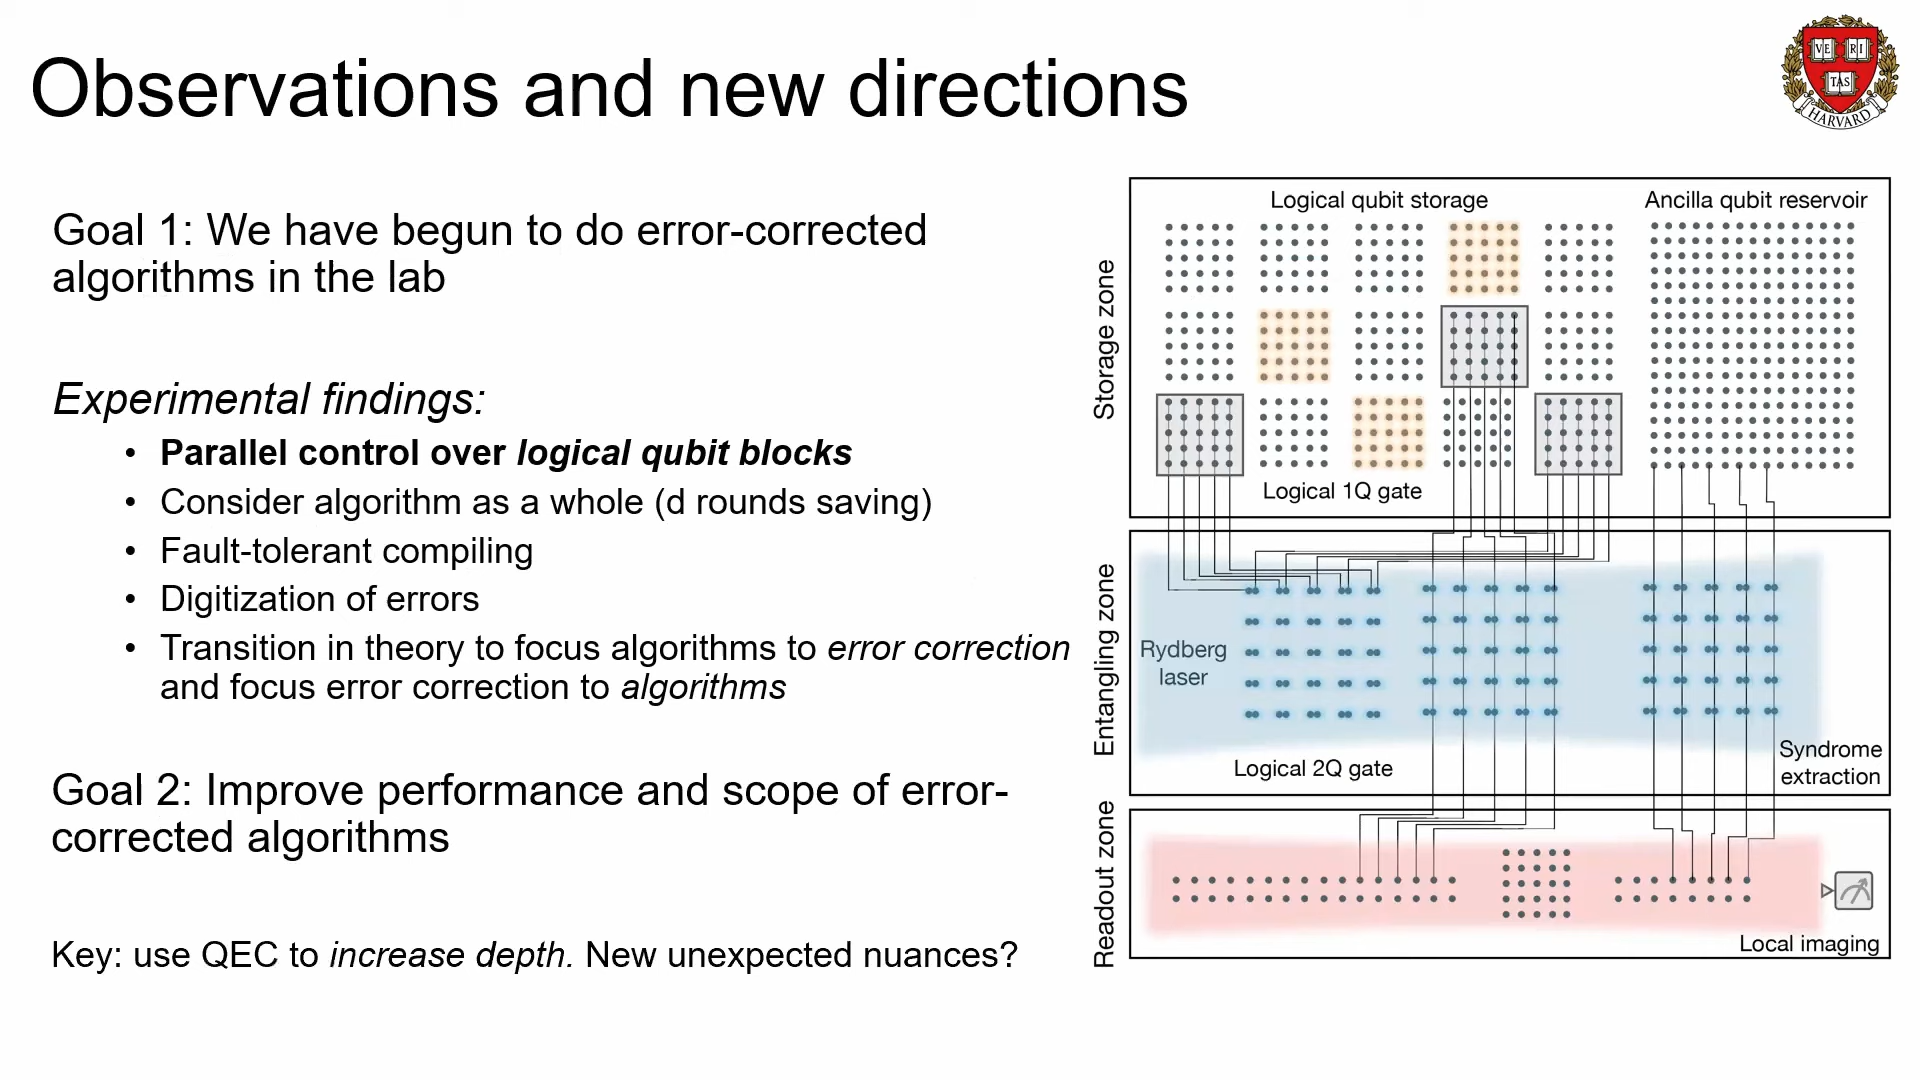 Observations and new directions
VE RI
TAS
HARVARD
Goal 1: We have begun to do error-corrected
algorithms in the lab
Experimental findings:
• Parallel control over logical qubit blocks
• Consider algorithm as a whole (d rounds saving)
• Fault-tolerant compiling
• Digitization of errors
• Transition in theory to focus algorithms to error correction
and focus error correction to algorithms
Goal 2: Improve performance and scope of error-
corrected algorithms
Key: use QEC to increase depth. New unexpected nuances?
Storage zone
Logical qubit storage
Ancilla qubit reservoir
Logical 1Q gate
Entangling zone
Rydberg
laser
Logical 2Q gate
Syndrome
extraction
Readout zone
Local imaging